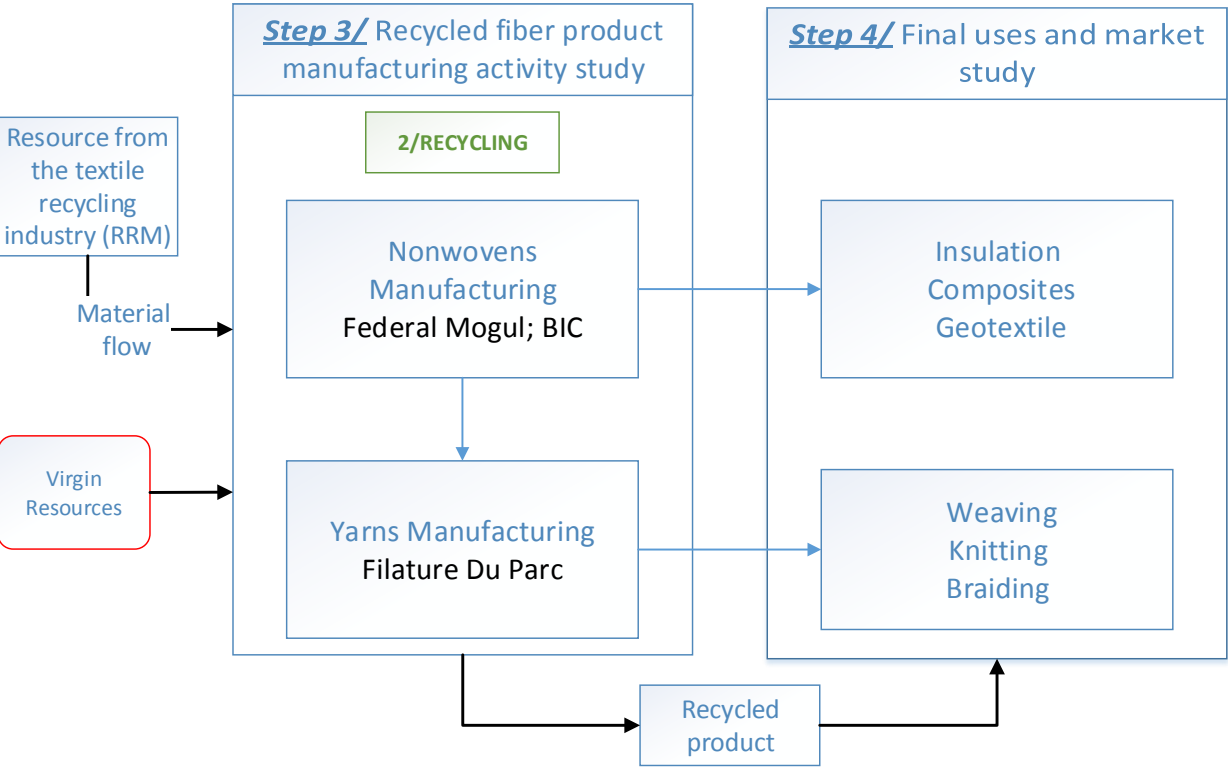 Step 3/ Recycled fiber product
manufacturing activity study
Step 4/ Final uses and market
study
2/RECYCLING
Resource from
the textile
recycling
industry (RRM)
Material
flow
Nonwovens
Manufacturing
Federal Mogul; BIC
Insulation
Composites
Geotextile
Virgin
Resources
Yarns Manufacturing
Filature Du Parc
Weaving
Knitting
Braiding
Recycled
product